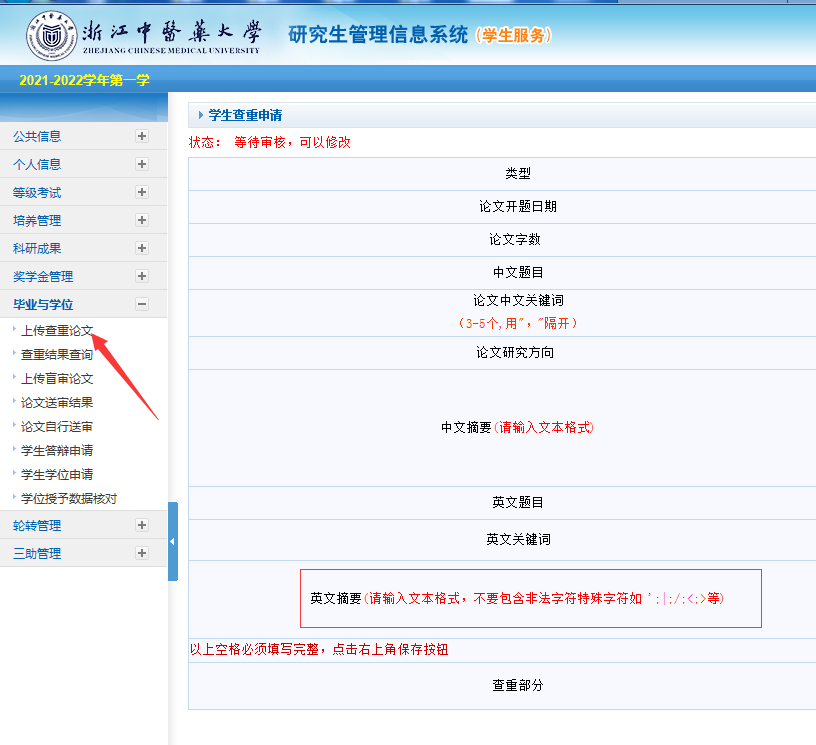 浙江中醫藥大學
ZHEJIANG CHINESE MEDICAL UNIVERSITY
研究生管理信息系统 (学生服务)
2021-2022学年第一学
公共信息
个人信息
等级考试
培养管理
科研成果
奖学金管理
毕业与学位
上传查重论文
查重结果查询
上传盲审论文
论文送审结果
论文自行送审
学生答辩申请
学生学位申请
学位授予数据核对
轮转管理
三助管理
学生查重申请
状态： 等待审核，可以修改
类型
论文开题日期
论文字数
中文题目
论文中文关键词
（3-5个,用"，"隔开）
论文研究方向
中文摘要(请输入文本格式)
英文题目
英文关键词
英文摘要(请输入文本格式，不要包含非法字符特殊字符如 ';|;/;<;>等)
以上空格必须填写完整，点击右上角保存按钮
查重部分